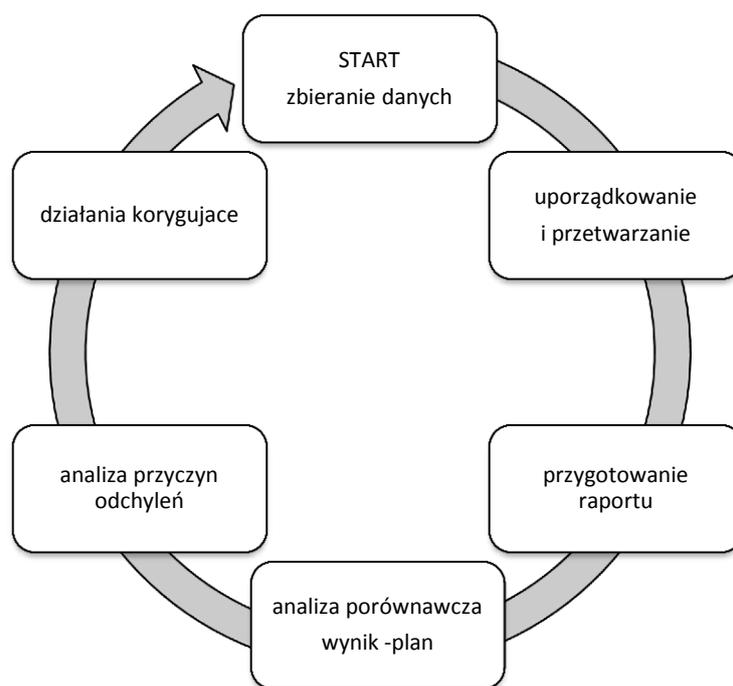 START
zbieranie danych
uporządkowanie
i przetwarzanie
przygotowanie
raportu
analiza porównawcza
wynik -plan
analiza przyczyn
odchyleń
działania korygujace